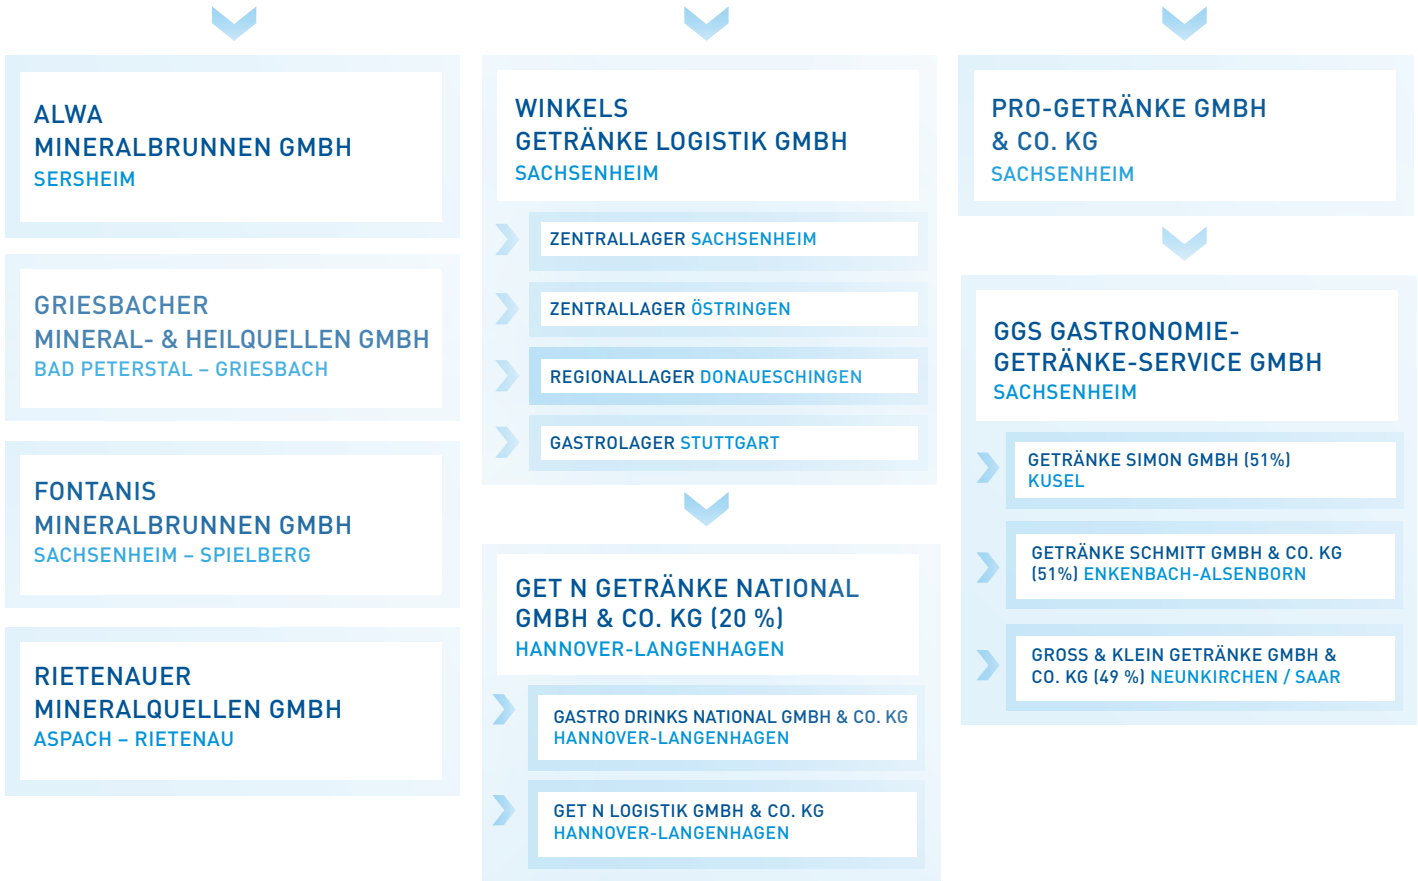 ALWA
MINERALBRUNNEN GMBH
SERSHEIM
GRIESBACHER
MINERAL- & HEILQUELLEN GMBH
BAD PETERSTAL – GRIESBACH
FONTANIS
MINERALBRUNNEN GMBH
SACHSENHEIM – SPIELBERG
RIETENAUER
MINERALQUELLEN GMBH
ASPACH – RIETENAU
WINKELS
GETRÄNKE LOGISTIK GMBH
SACHSENHEIM
ZENTRALLAGER SACHSENHEIM
ZENTRALLAGER ÖSTRINGEN
REGIONALLAGER DONAUESCHINGEN
GASTROLAGER STUTTGART
GET N GETRÄNKE NATIONAL
GMBH & CO. KG (20 %)
HANNOVER-LANGENHAGEN
GASTRO DRINKS NATIONAL GMBH & CO. KG
HANNOVER-LANGENHAGEN
GET N LOGISTIK GMBH & CO. KG
HANNOVER-LANGENHAGEN
PRO-GETRÄNKE GMBH
& CO. KG
SACHSENHEIM
GGS GASTRONOMIE-
GETRÄNKE-SERVICE GMBH
SACHSENHEIM
GETRÄNKE SIMON GMBH (51%)
KUSEL
GETRÄNKE SCHMITT GMBH & CO. KG
(51%) ENKENBACH-ALSENBORN
GROSS & KLEIN GETRÄNKE GMBH &
CO. KG (49 %) NEUNKIRCHEN / SAAR